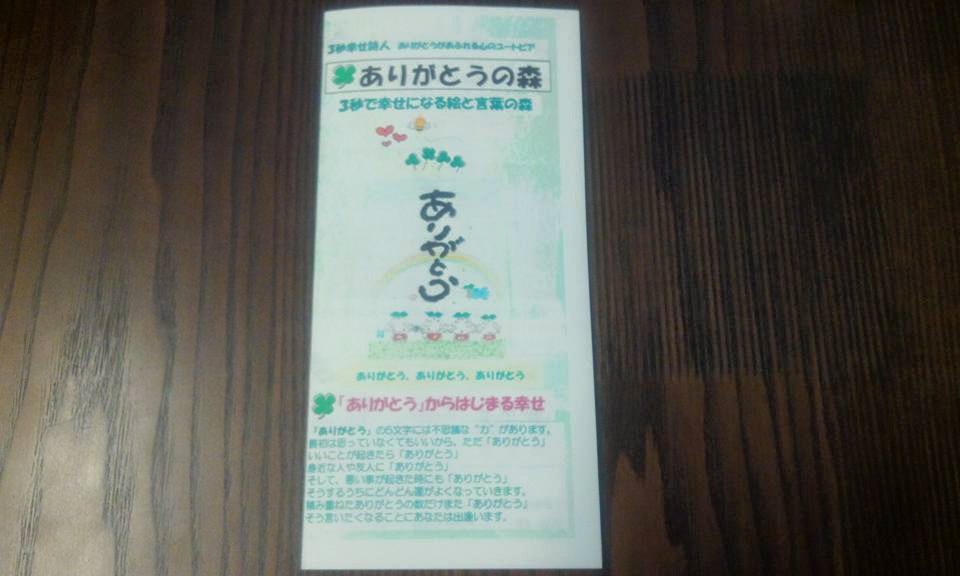 3秒幸せ詩人 ありがとうがあふれる心のユートピア
ありがとうの森
3秒で幸せになる絵と言葉の森
ありがとう
ありがとう、ありがとう、ありがとう
「ありがとう」からはじまる幸せ
「ありがとう」の5文字には不思議な“力”があります。
最初は思っていなくてもいいから、ただ「ありがとう」
いいことが起きたら「ありがとう」
身近な人や友人に「ありがとう」
そして、悪い事が起きた時にも「ありがとう」
そうするうちにどんどん運がよくなっていきます。
積み重ねたありがとうの数だけまた「ありがとう」
そう言いたくなることにあなたは出逢います。